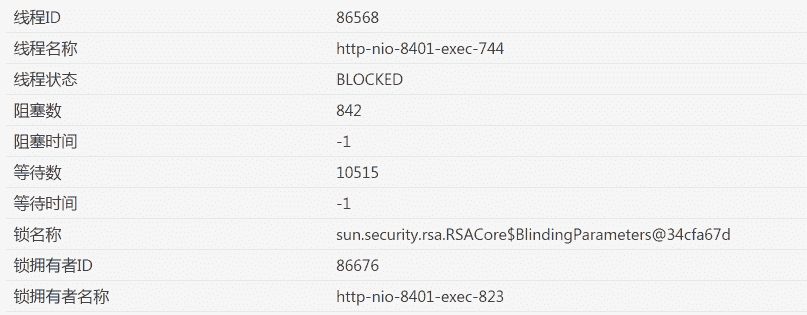 线程ID 86568
线程名称 http-nio-8401-exec-744
线程状态 BLOCKED
阻塞数 842
阻塞时间 -1
等待数 10515
等待时间 -1
锁名称 sun.security.rsa.RSACore$BlindingParameters@34cfa67d
锁拥有者ID 86676
锁拥有者名称 http-nio-8401-exec-823